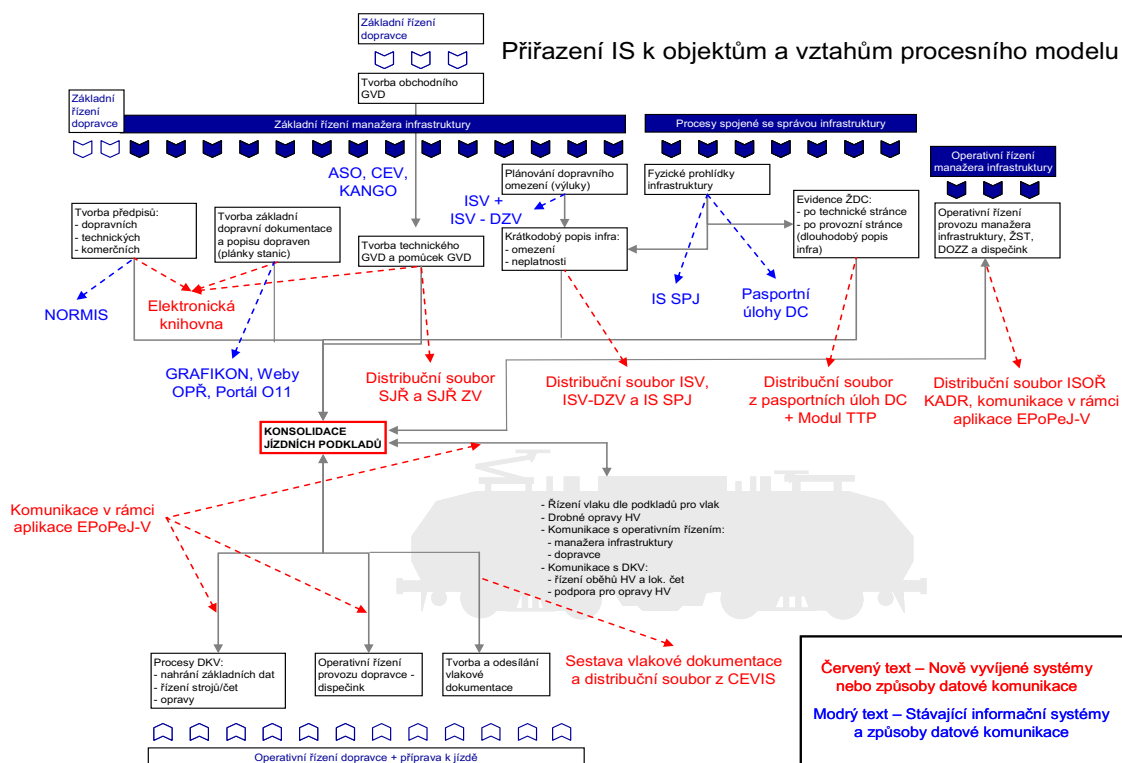 Základní řízení
dopravce
Přiřazení IS k objektům a vztahům procesního modelu
Tvorba obchodního
GVD
Základní
řízení
dopravce
Základní řízení manažera infrastruktury
Procesy spojené se správou infrastruktury
Operativní řízení
manažera infrastruktury
ASO, CEV,
KANGO
Plánování dopravního
omezení (výluky)
Fyzické prohlídky
infrastruktury
ISV +
ISV - DZV
Evidence ŽDC:
- po technické stránce
- po provozní stránce
(dlouhodobý popis
infra)
Operativní řízení
provozu manažera
infrastruktury, ŽST,
DOZZ a dispečink
Tvorba předpisů:
- dopravních
- technických
- komerčních
Tvorba základní
dopravní dokumentace
a popisu dopraven
(plánky stanic)
Tvorba technického
GVD a pomůcek GVD
Krátkodobý popis infra:
- omezení
- neplatnosti
NORMIS
Elektronická
knihovna
IS SPJ
Pasportní
úlohy DC
GRAFIKON, Weby
OPŘ, Portál O11
Distribuční soubor
SJŘ a SJŘ ZV
Distribuční soubor ISV,
ISV-DZV a IS SPJ
Distribuční soubor
z pasportních úloh DC
+ Modul TTP
Distribuční soubor ISOŘ
KADR, komunikace v rámci
aplikace EPoPeJ-V
KONSOLIDACE
JÍZDNÍCH PODKLADŮ
Komunikace v rámci
aplikace EPoPeJ-V
- Řízení vlaku dle podkladů pro vlak
- Drobné opravy HV
- Komunikace s operativním řízením:
- manažera infrastruktury
- dopravce
- Komunikace s DKV:
- řízení oběhů HV a lok. čet
- podpora pro opravy HV
Procesy DKV:
- nahrání základních dat
- řízení strojů/čet
- opravy
Operativní řízení
provozu dopravce -
dispečink
Tvorba a odesílání
vlakové
dokumentace
Sestava vlakové dokumentace
a distribuční soubor z CEVIS
Červený text – Nově vyvíjené systémy
nebo způsoby datové komunikace
Modrý text – Stávající informační systémy
a způsoby datové komunikace
Operativní řízení dopravce + příprava k jízdě